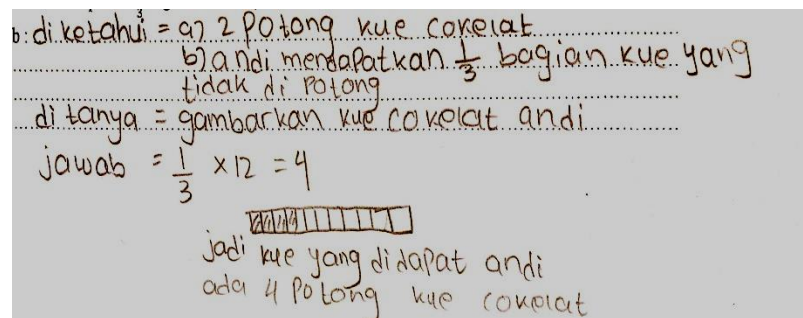 b: di ketahui = a) 2 Potong kue cokelat
b) andi mendapatkan 1/3 bagian kue yang
tidak di Potong
di tanya = gambarkan kue cokelat andi
jawab = 1/3 × 12 = 4
jadi kue yang didapat andi
ada 4 Potong kue cokelat